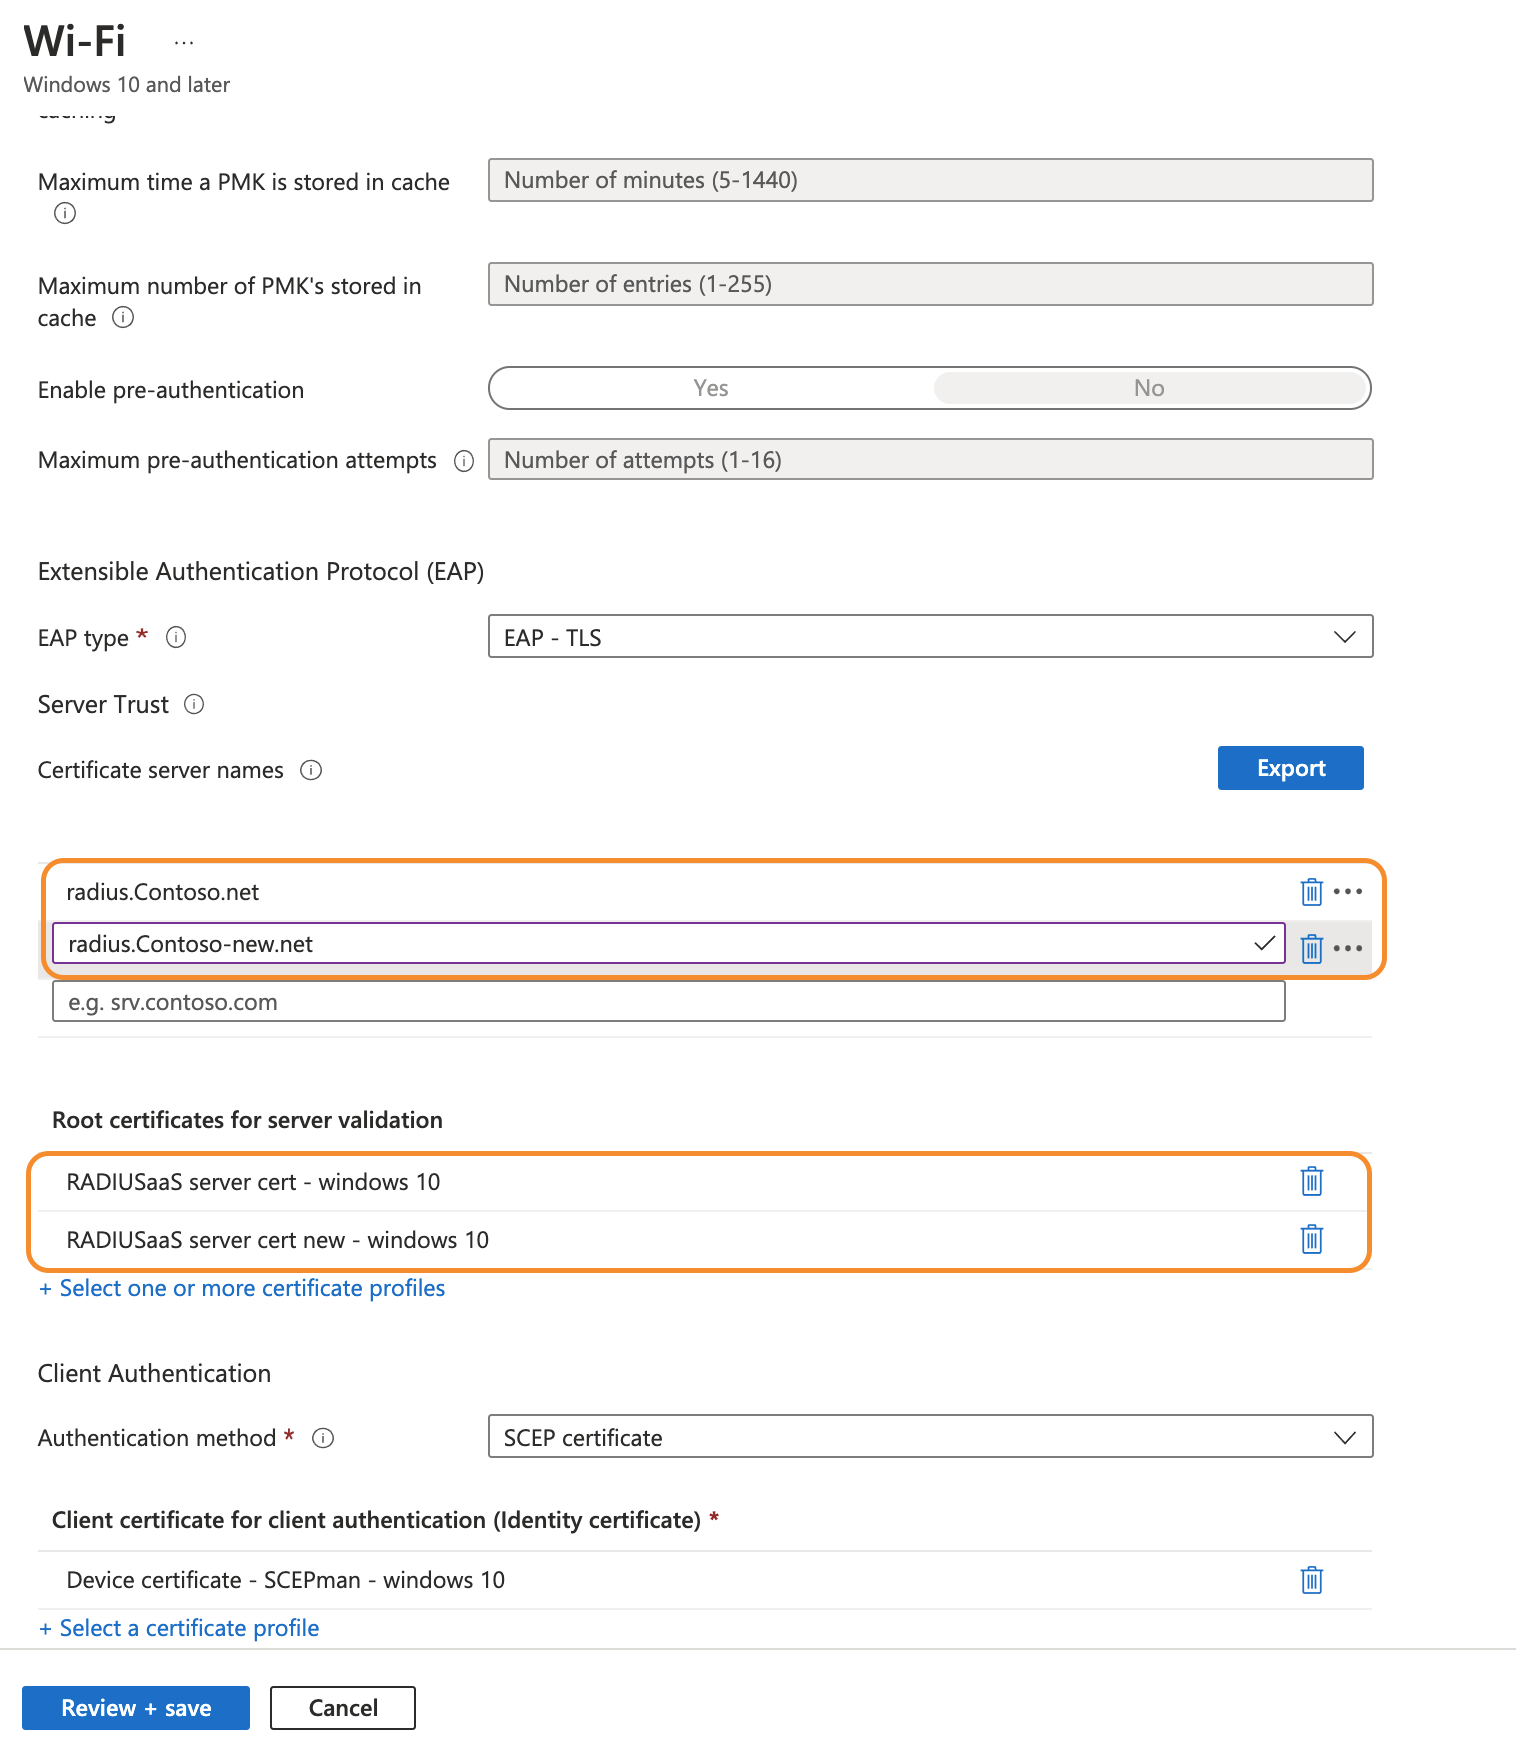 Wi-Fi ...
Windows 10 and later
caching
Maximum time a PMK is stored in cache
Number of minutes (5-1440)
Maximum number of PMK's stored in
cache
Number of entries (1-255)
Enable pre-authentication
Yes
No
Maximum pre-authentication attempts
Number of attempts (1-16)
Extensible Authentication Protocol (EAP)
EAP type *
EAP - TLS
Server Trust
Certificate server names
Export
radius.Contoso.net
radius.Contoso-new.net
e.g. srv.contoso.com
Root certificates for server validation
RADIUSaaS server cert - windows 10
RADIUSaaS server cert new - windows 10
+ Select one or more certificate profiles
Client Authentication
Authentication method *
SCEP certificate
Client certificate for client authentication (Identity certificate) *
Device certificate - SCEPman - windows 10
+ Select a certificate profile
Review + save
Cancel